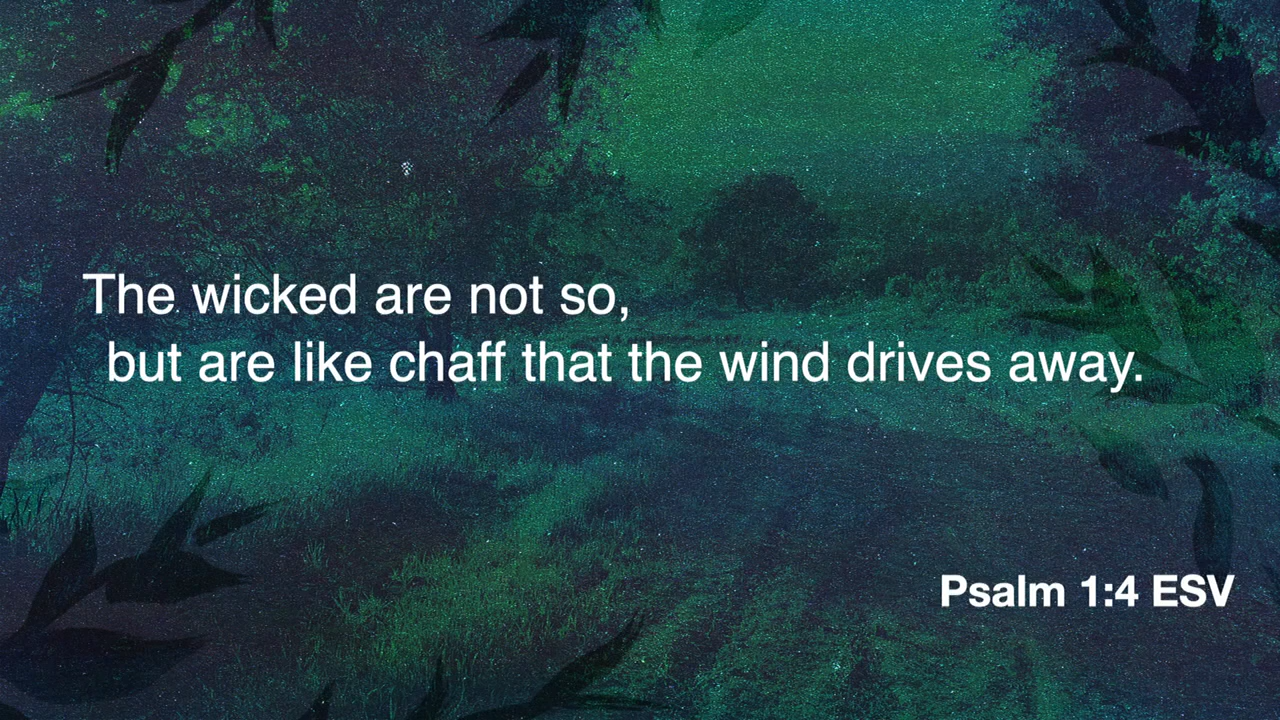 The wicked are not so,
but are like chaff that the wind drives away.
Psalm 1:4 ESV